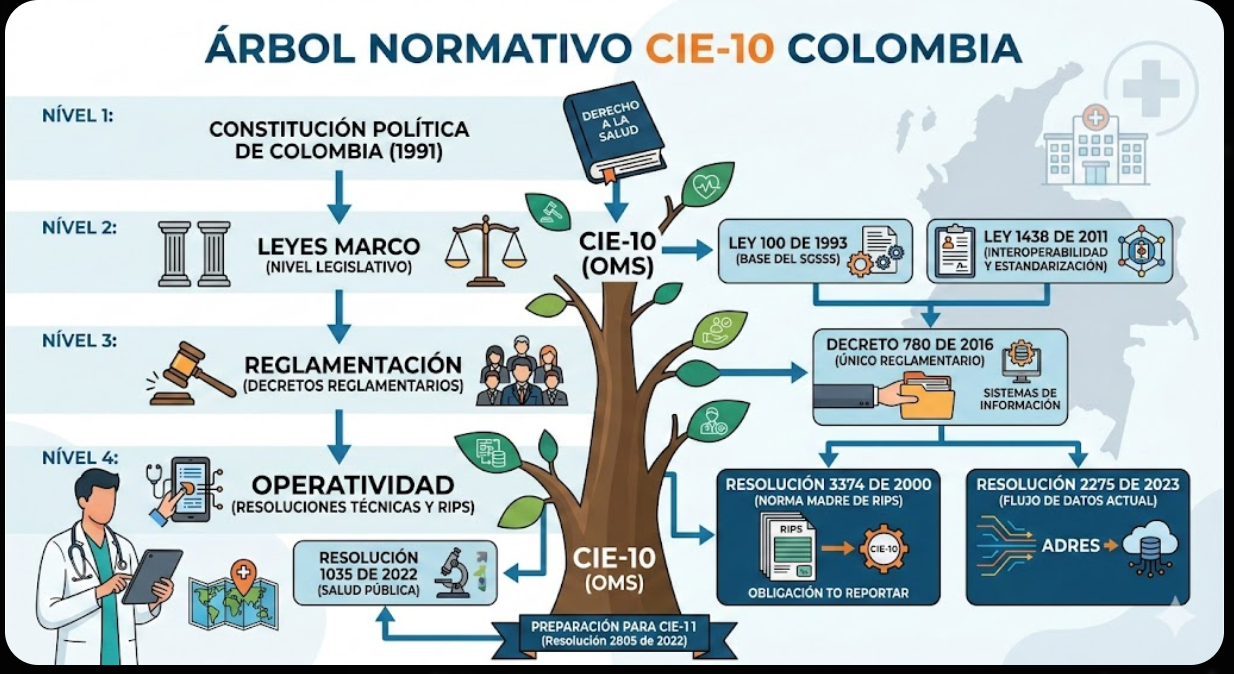 ÁRBOL NORMATIVO CIE-10 COLOMBIA
NÍVEL 1:
CONSTITUCIÓN POLÍTICA
DE COLOMBIA (1991)
DERECHO
A LA
SALUD
NÍVEL 2:
LEYES MARCO
(NIVEL LEGISLATIVO)
CIE-10
(OMS)
LEY 100 DE 1993
(BASE DEL SGSSS)
LEY 1438 DE 2011
(INTEROPERABILIDAD
Y ESTANDARIZACIÓN)
NÍVEL 3:
REGLAMENTACIÓN
(DECRETOS REGLAMENTARIOS)
DECRETO 780 DE 2016
(ÚNICO REGLAMENTARIO)
SISTEMAS DE
INFORMACIÓN
NÍVEL 4:
OPERATIVIDAD
(RESOLUCIONES TÉCNICAS Y RIPS)
RESOLUCIÓN 3374 DE 2000
(NORMA MADRE DE RIPS)
RIPS
CIE-10
OBLIGACIÓN TO REPORTAR
RESOLUCIÓN 2275 DE 2023
(FLUJO DE DATOS ACTUAL)
ADRES
RESOLUCIÓN
1035 DE 2022
(SALUD PÚBLICA)
CIE-10
(OMS)
PREPARACIÓN PARA CIE-11
(Resolución 2805 de 2022)